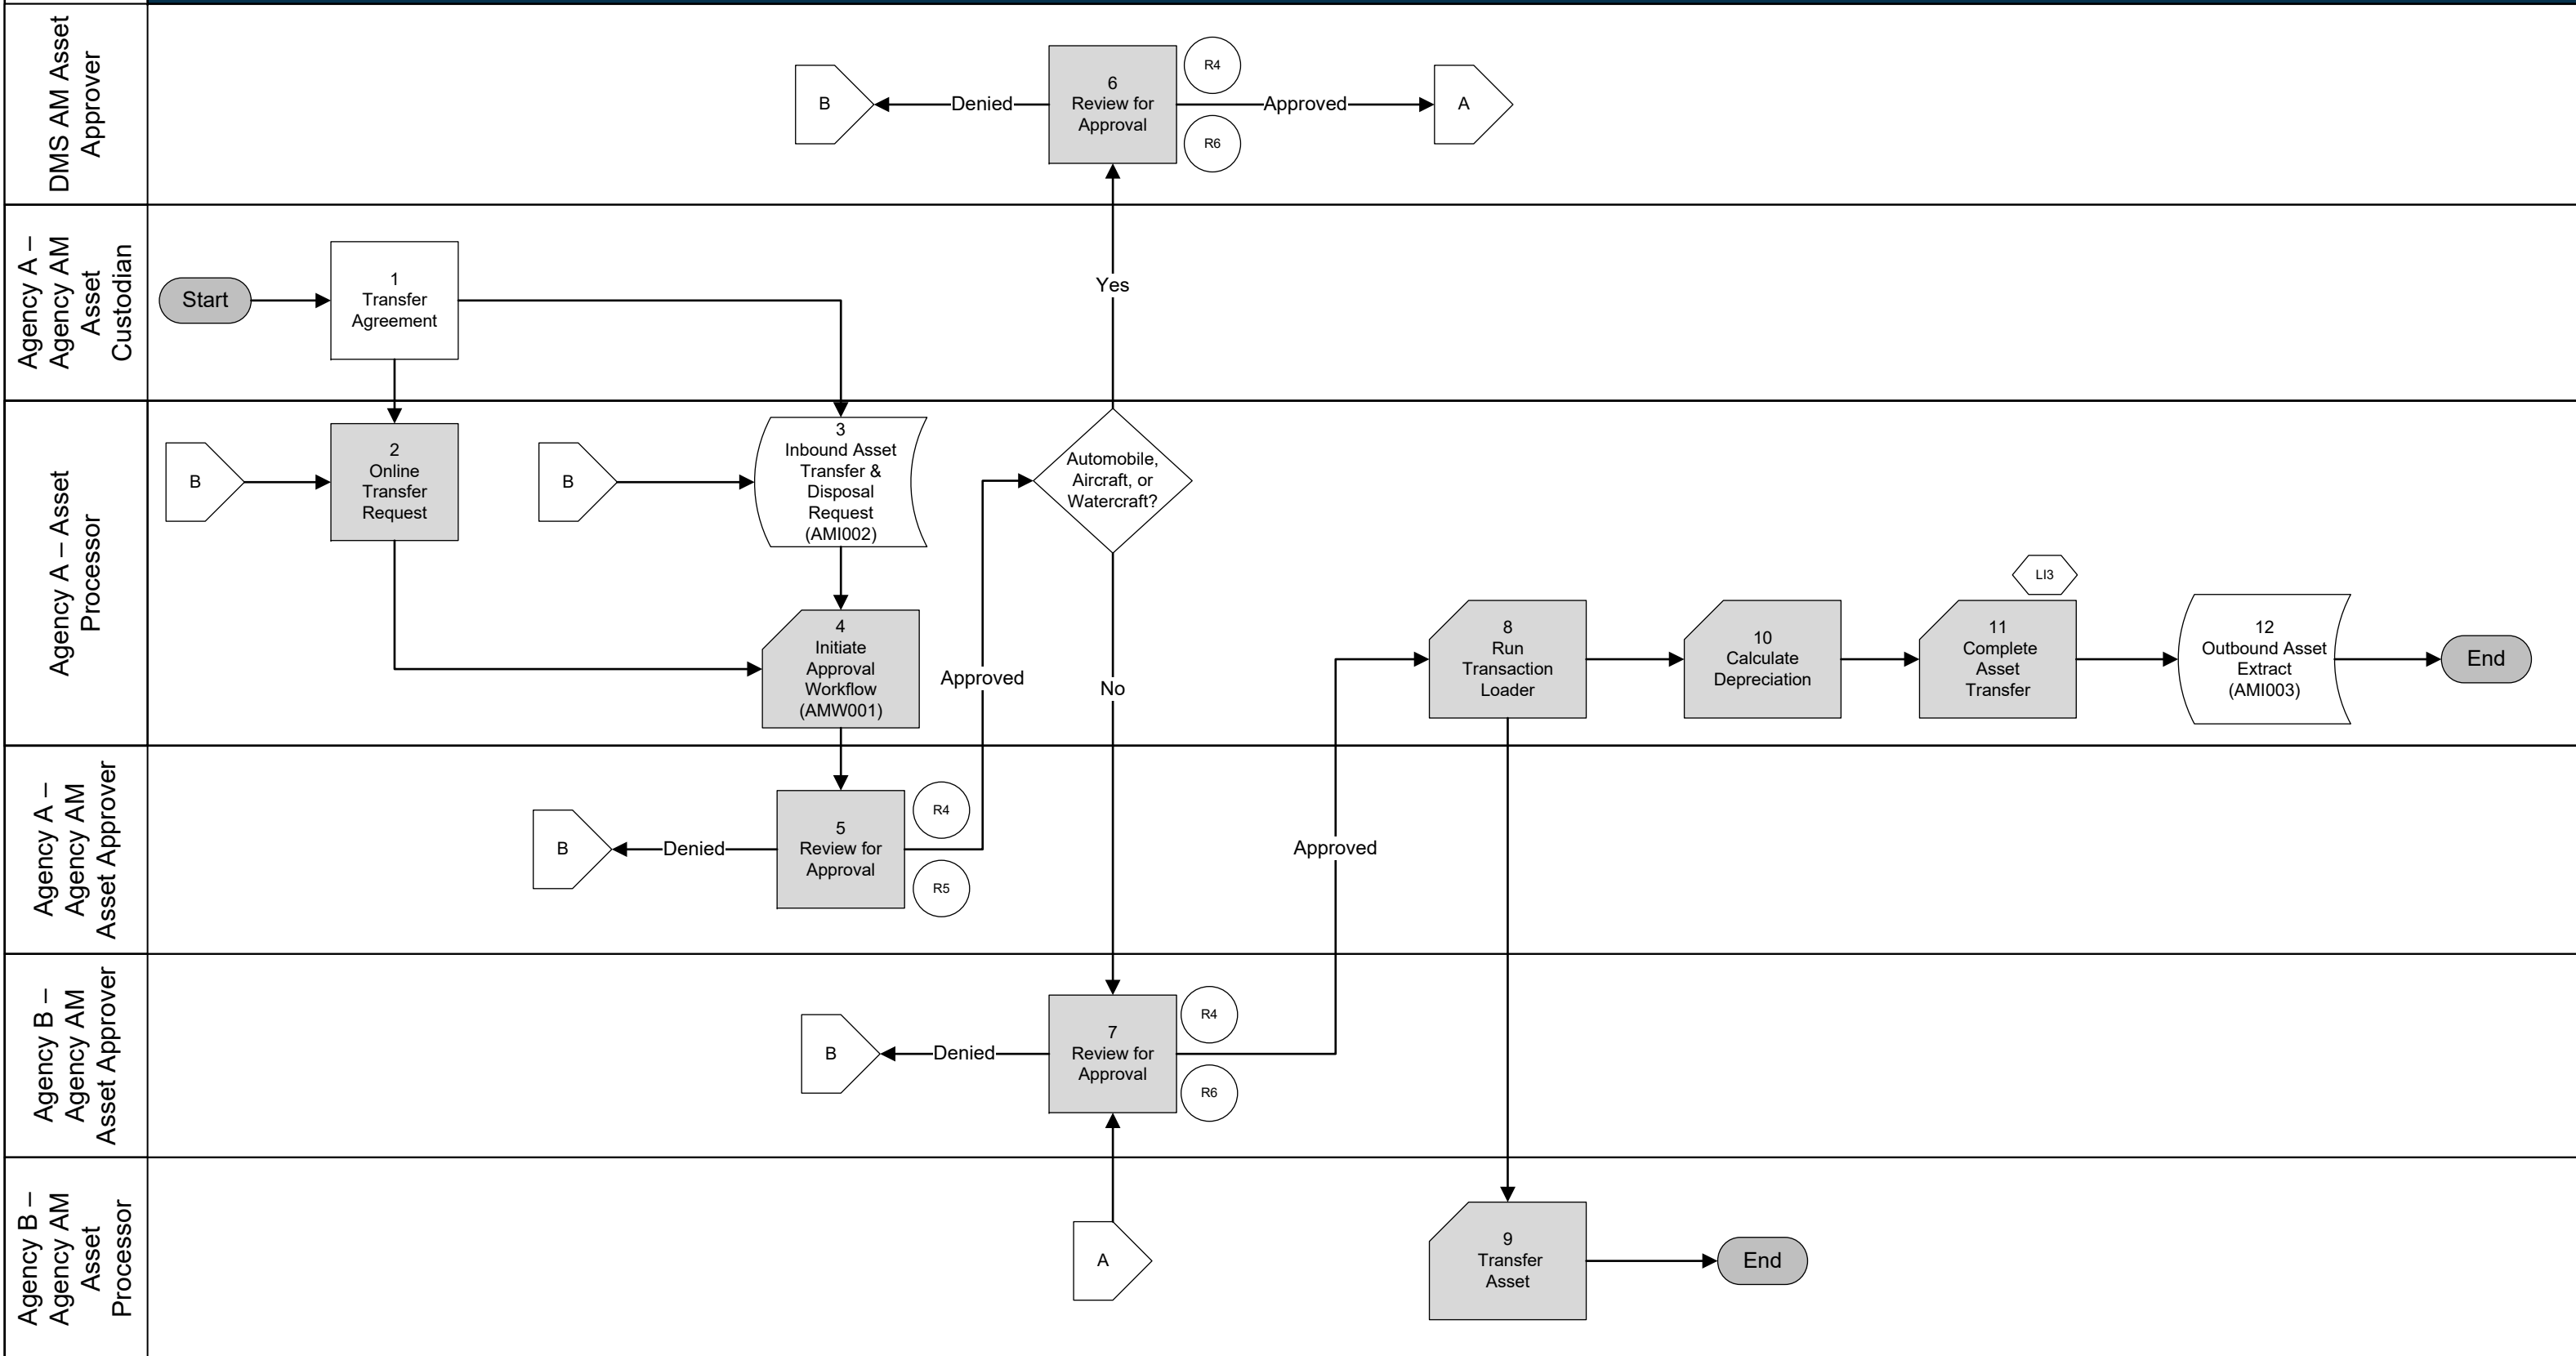 DMS AM Asset
Approver
B
Denied
6
Review for
Approval
R4
R6
Approved
A
Agency A –
Agency AM
Asset
Custodian
Start
1
Transfer
Agreement
Yes
Agency A – Asset
Processor
B
2
Online
Transfer
Request
B
3
Inbound Asset
Transfer &
Disposal
Request
(AMI002)
Automobile,
Aircraft, or
Watercraft?
4
Initiate
Approval
Workflow
(AMW001)
Approved
No
8
Run
Transaction
Loader
10
Calculate
Depreciation
LI3
11
Complete
Asset
Transfer
12
Outbound Asset
Extract
(AMI003)
End
Agency A –
Agency AM
Asset Approver
B
Denied
5
Review for
Approval
R4
R5
Approved
Agency B –
Agency AM
Asset Approver
B
Denied
7
Review for
Approval
R4
R6
Agency B –
Agency AM
Asset
Processor
A
9
Transfer
Asset
End